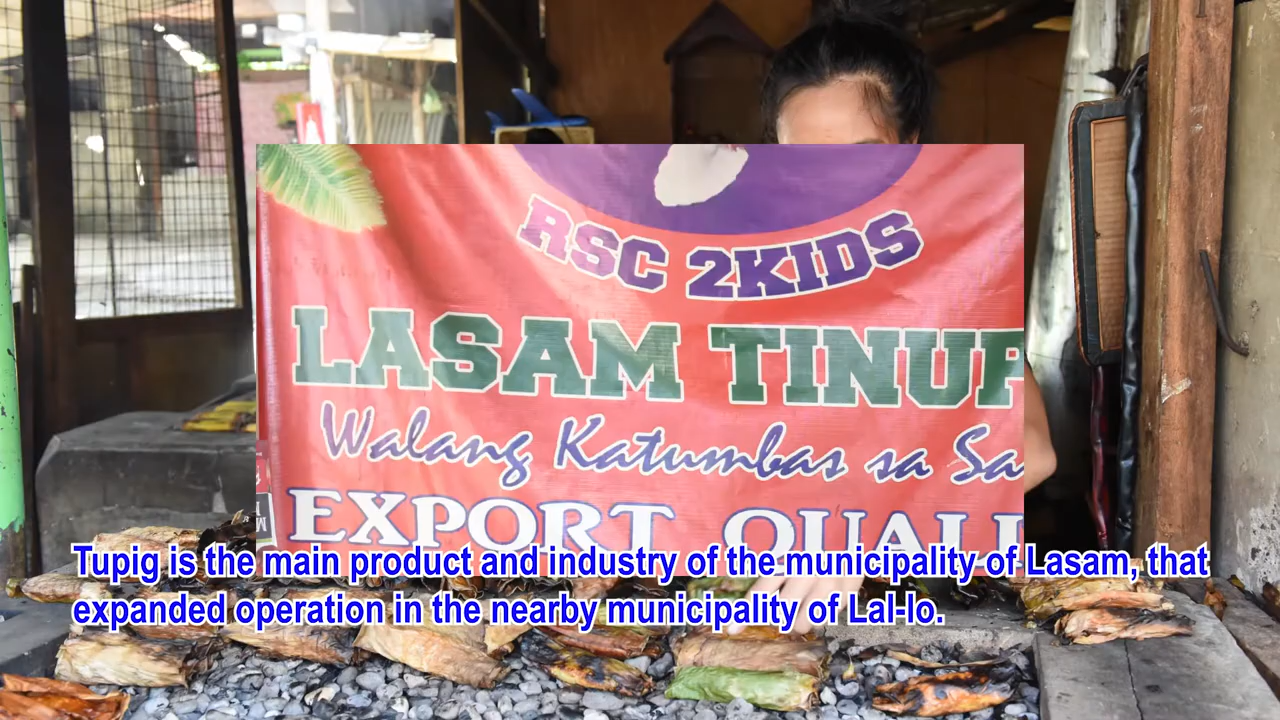 RSC 2KIDS
LASAM TINUP
Walang Katumbas sa Sa
EXPORT QUALI
Tupig is the main product and industry of the municipality of Lasam, that
expanded operation in the nearby municipality of Lal-lo.